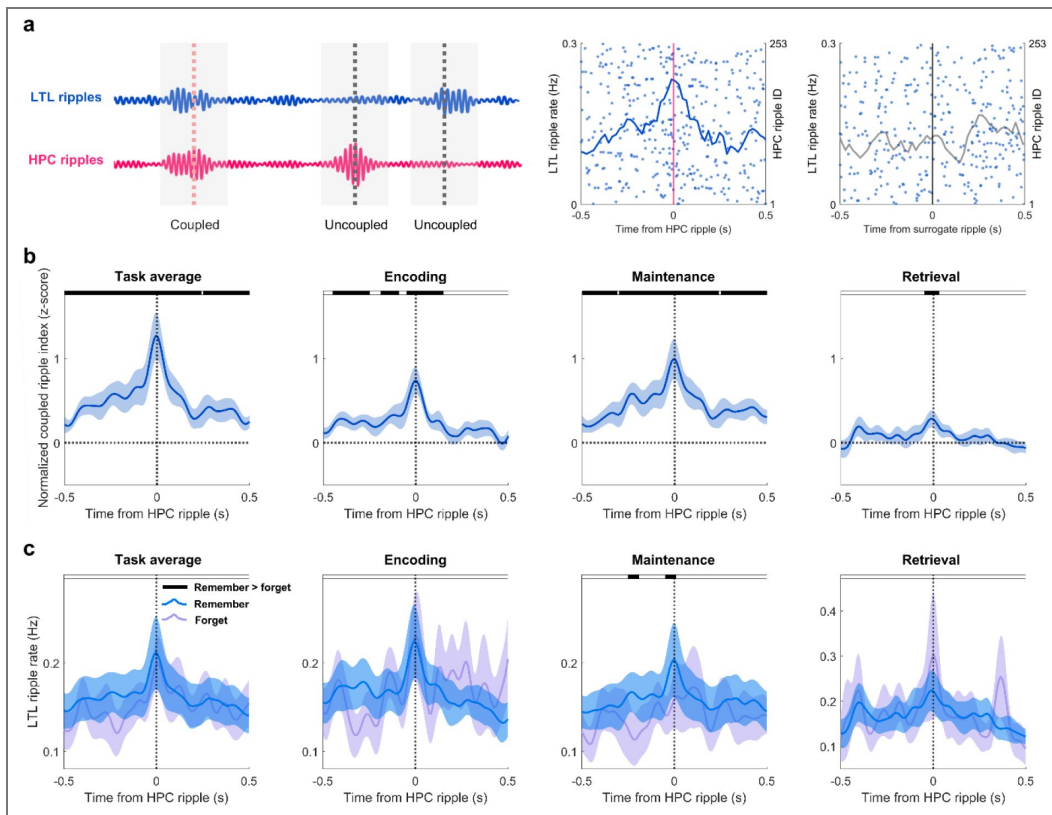 a
LTL ripples
HPC ripples
Coupled
Uncoupled
Uncoupled
LTL ripple rate (Hz)
0.3
0
253
1
HPC ripple ID
-0.5
0
0.5
Time from HPC ripple (s)
LTL ripple rate (Hz)
0.3
0
253
1
HPC ripple ID
-0.5
0
0.5
Time from surrogate ripple (s)
b
Normalized coupled ripple index (z-score)
Task average
1
0
-0.5
0
0.5
Time from HPC ripple (s)
Encoding
1
0
-0.5
0
0.5
Time from HPC ripple (s)
Maintenance
1
0
-0.5
0
0.5
Time from HPC ripple (s)
Retrieval
1
0
-0.5
0
0.5
Time from HPC ripple (s)
c
LTL ripple rate (Hz)
Task average
Remember > forget
Remember
Forget
0.2
0.1
-0.5
0
0.5
Time from HPC ripple (s)
Encoding
0.2
0.1
-0.5
0
0.5
Time from HPC ripple (s)
Maintenance
0.2
0.1
-0.5
0
0.5
Time from HPC ripple (s)
Retrieval
0.4
0.3
0.2
0.1
-0.5
0
0.5
Time from HPC ripple (s)